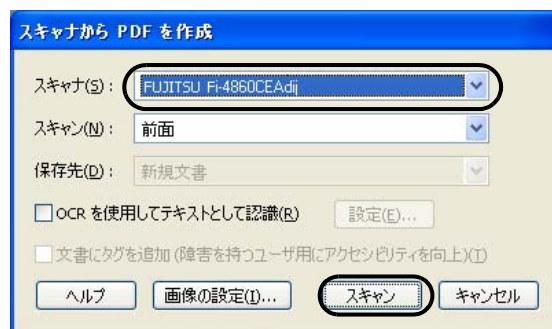 スキャナから PDF を作成
スキャナ(S): FUJITSU Fi-4860CEAdij
スキャン(N): 前面
保存先(D): 新規文書
OCR を使用してテキストとして認識(R) 設定(E)...
文書にタグを追加 (障害を持つユーザ用にアクセシビリティを向上)(T)
ヘルプ 画像の設定(I)... スキャン キャンセル